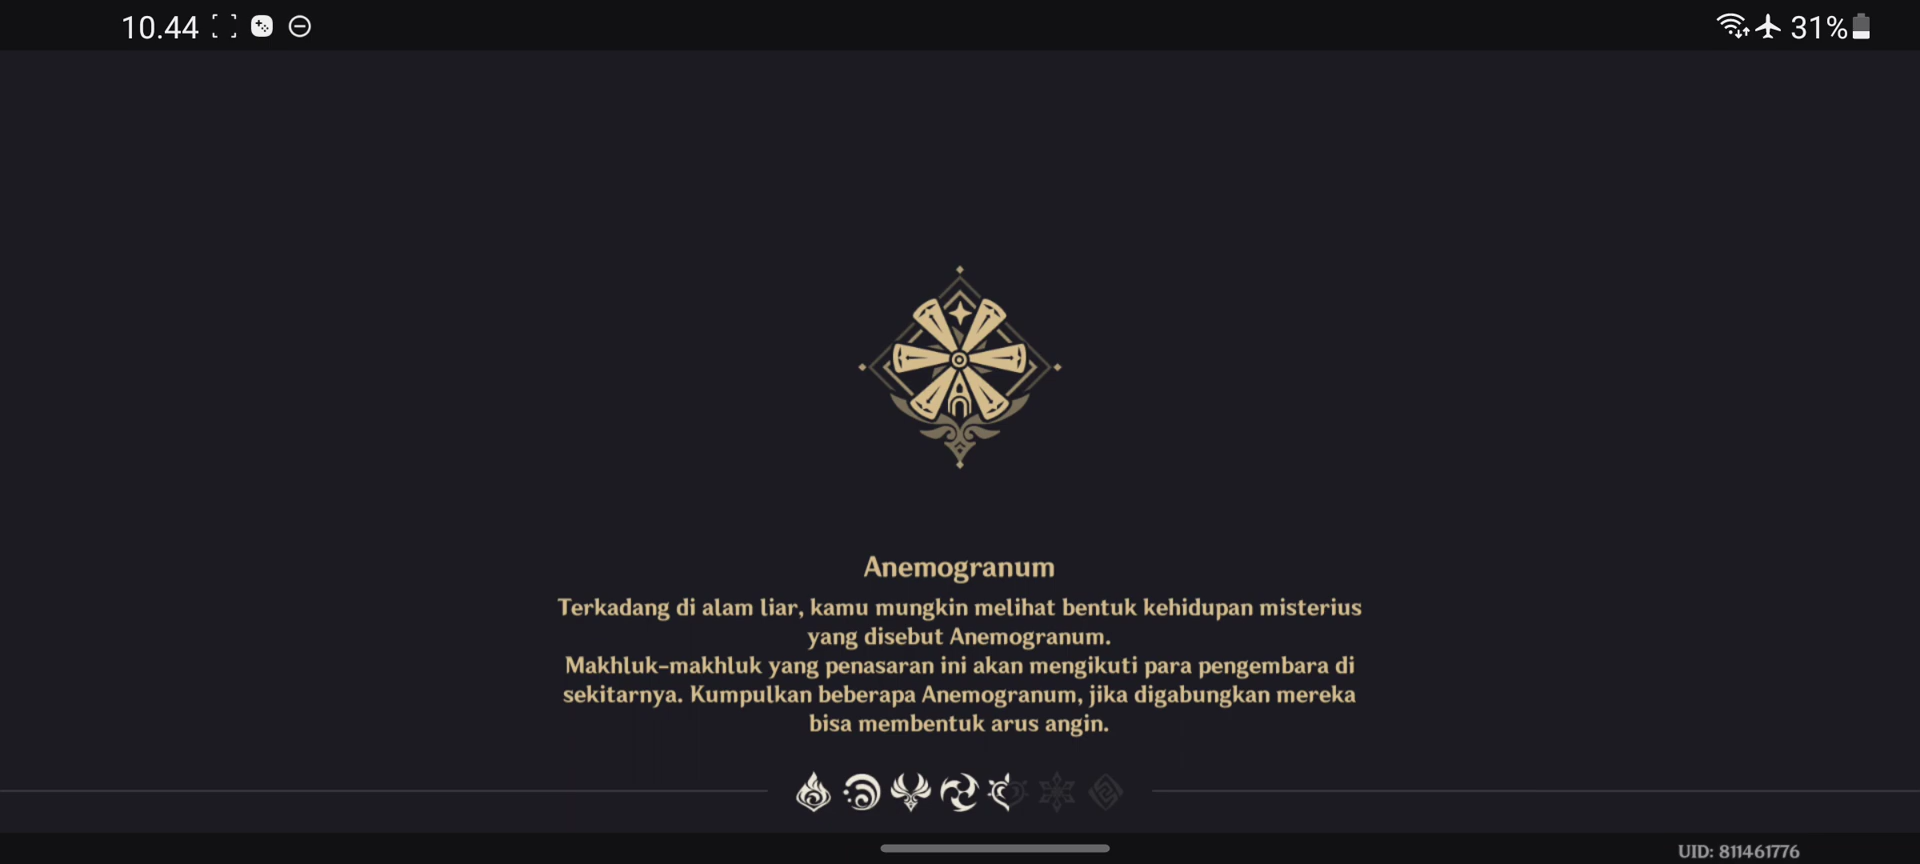 10.44
31%
Anemogranum
Terkadang di alam liar, kamu mungkin melihat bentuk kehidupan misterius
yang disebut Anemogranum.
Makhluk-makhluk yang penasaran ini akan mengikuti para pengembara di
sekitarnya. Kumpulkan beberapa Anemogranum, jika digabungkan mereka
bisa membentuk arus angin.
UID: 811461776